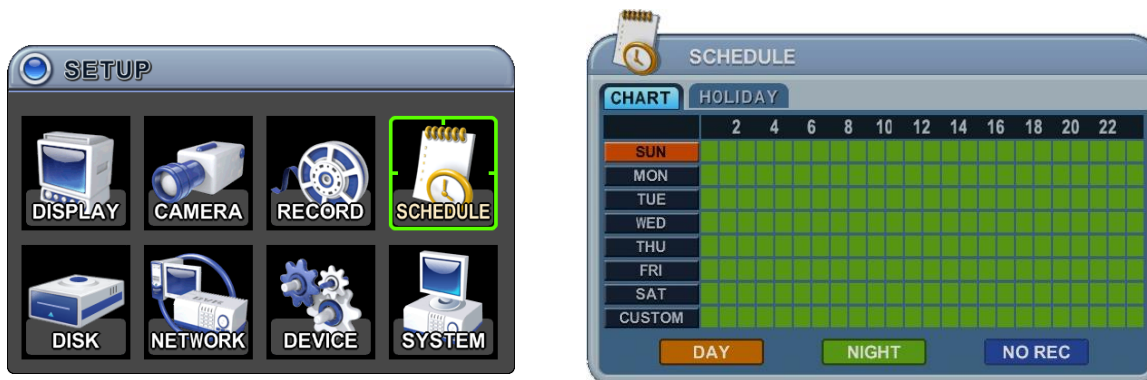 SETUP
DISPLAY CAMERA RECORD SCHEDULE
DISK NETWORK DEVICE SYSTEM
SCHEDULE
CHART HOLIDAY
2 4 6 8 10 12 14 16 18 20 22
SUN
MON
TUE
WED
THU
FRI
SAT
CUSTOM
DAY NIGHT NO REC